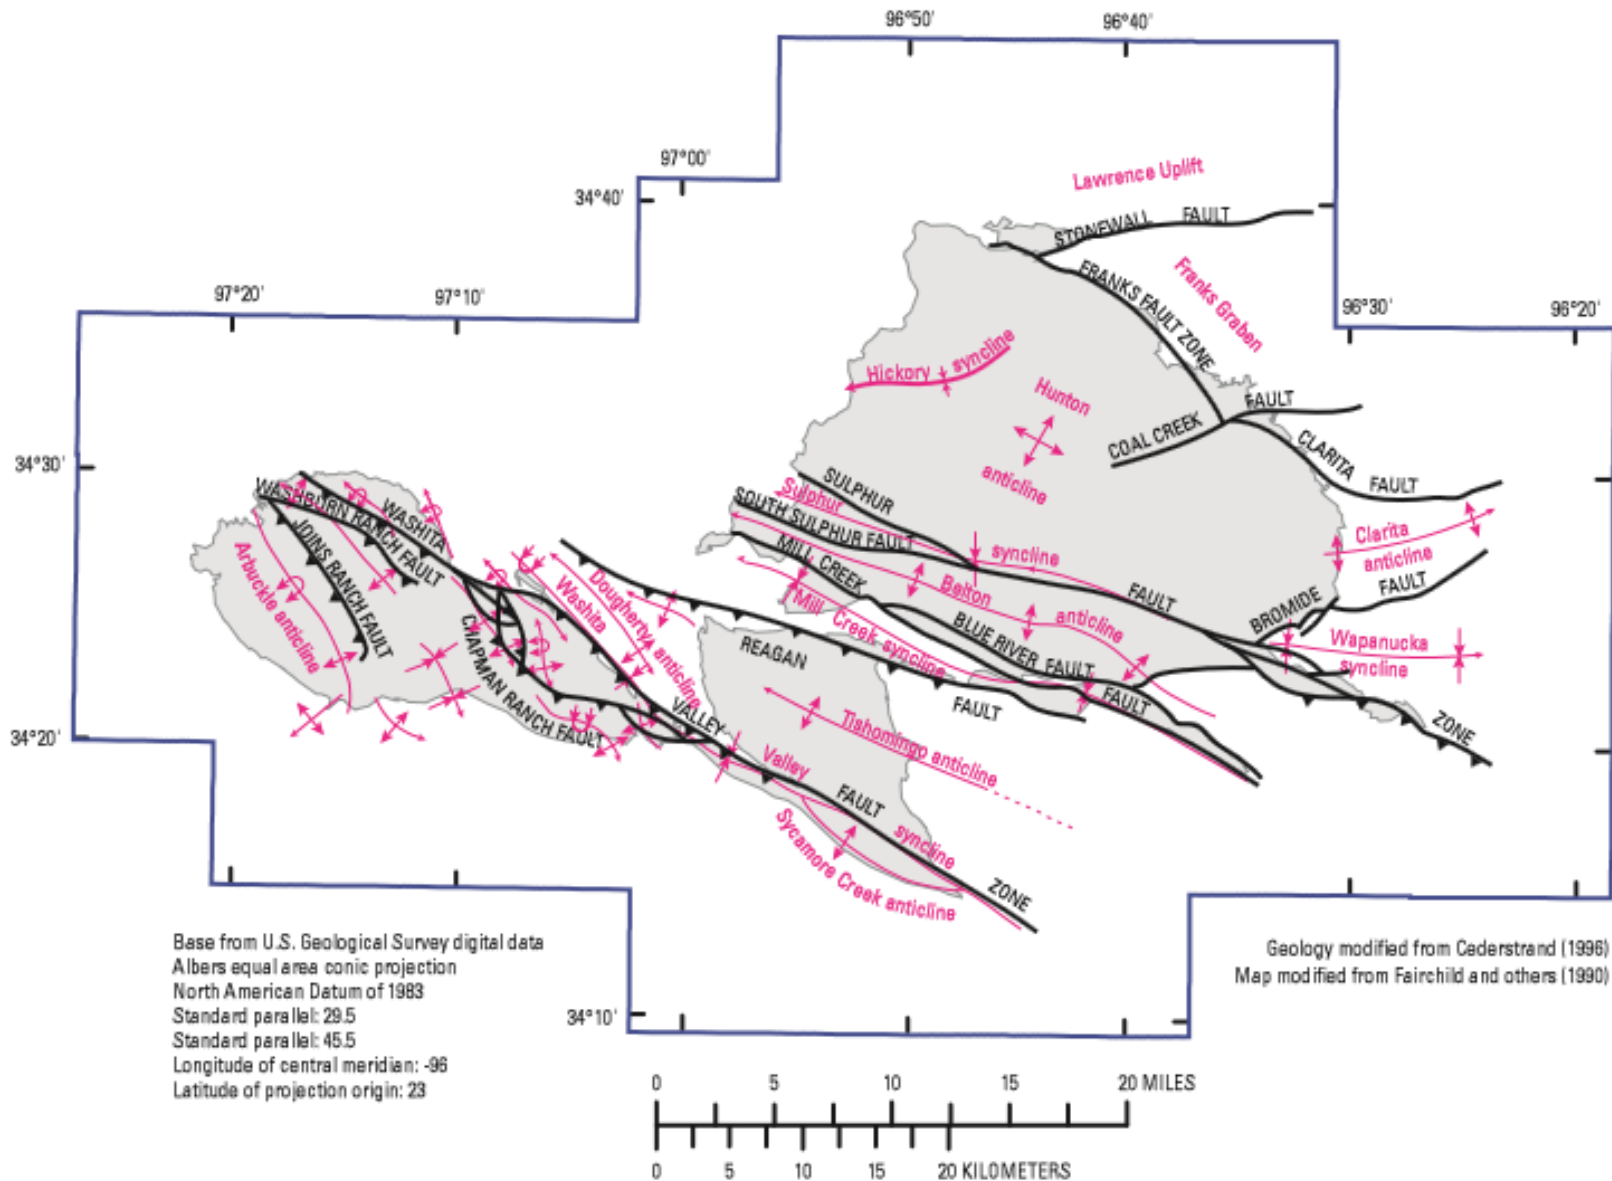 96°50'
96°40'
97°00'
34°40'
Lawrence Uplift
STONEWALL FAULT
FRANKS FAULT ZONE
Franks Graben
97°20'
97°10'
96°30'
96°20'
Hickory syncline
Hunton
anticline
COAL CREEK FAULT
CLARITA FAULT
34°30'
SULPHUR
Sulphur syncline
SOUTH SULPHUR FAULT
FAULT
Clarita
anticline
WASHBURN RANCH FAULT
WASHITA
JOINS RANCH FAULT
Arbuckle anticline
MILL CREEK
Mill Creek syncline
Belton anticline
BLUE RIVER FAULT
FAULT
BROMIDE FAULT
Wapanucka
syncline
Washita
Dougherty anticline
REAGAN
FAULT
CHAPMAN RANCH FAULT
VALLEY
Valley
Tishomingo anticline
ZONE
34°20'
FAULT
syncline
Sycamore Creek anticline
ZONE
Base from U.S. Geological Survey digital data
Albers equal area conic projection
North American Datum of 1983
Standard parallel: 29.5
Standard parallel: 45.5
Longitude of central meridian: -96
Latitude of projection origin: 23
Geology modified from Cederstrand (1996)
Map modified from Fairchild and others (1990)
34°10'
0 5 10 15 20 MILES
0 5 10 15 20 KILOMETERS